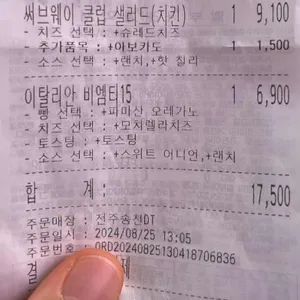 써브웨이 클럽 샐러드(치킨) 1 9,100
- 치즈 선택 : +슈레드치즈
- 추가품목 : +아보카도 1 1,500
- 소스 선택 : +랜치,+핫 칠리
이탈리안 비엠티15 1 6,900
- 빵 선택 : +파마산 오레가노
- 치즈 선택 : +모차렐라치즈
- 토스팅 : +토스팅
- 소스 선택 : +스위트 어니언,+랜치
합 계: 17,500
주문매장 : 전주송천DT
주문일시 : 2024/08/25 13:05
주문번호 : ORD20240825130418706836